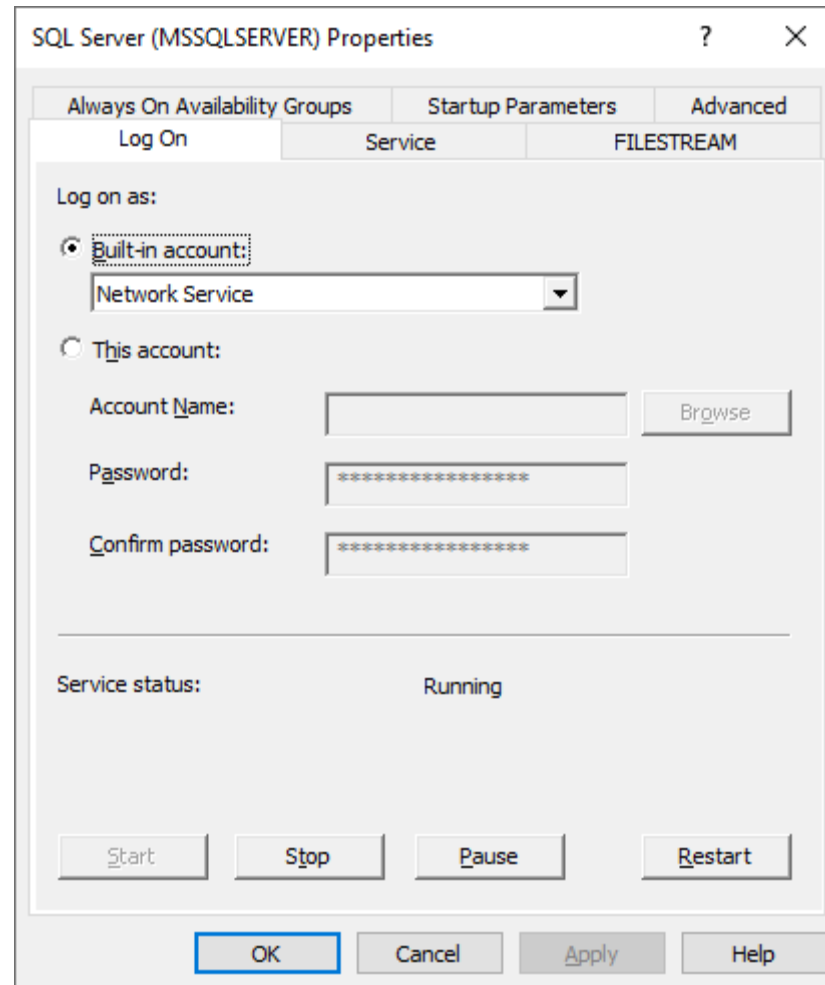 SQL Server (MSSQLSERVER) Properties ?
Always On Availability Groups Startup Parameters Advanced
Log On Service FILESTREAM
Log on as:
Built-in account:
Network Service
This account:
Account Name: Browse
Password: ****************
Confirm password: ****************
Service status: Running
Start Stop Pause Restart
OK Cancel Apply Help